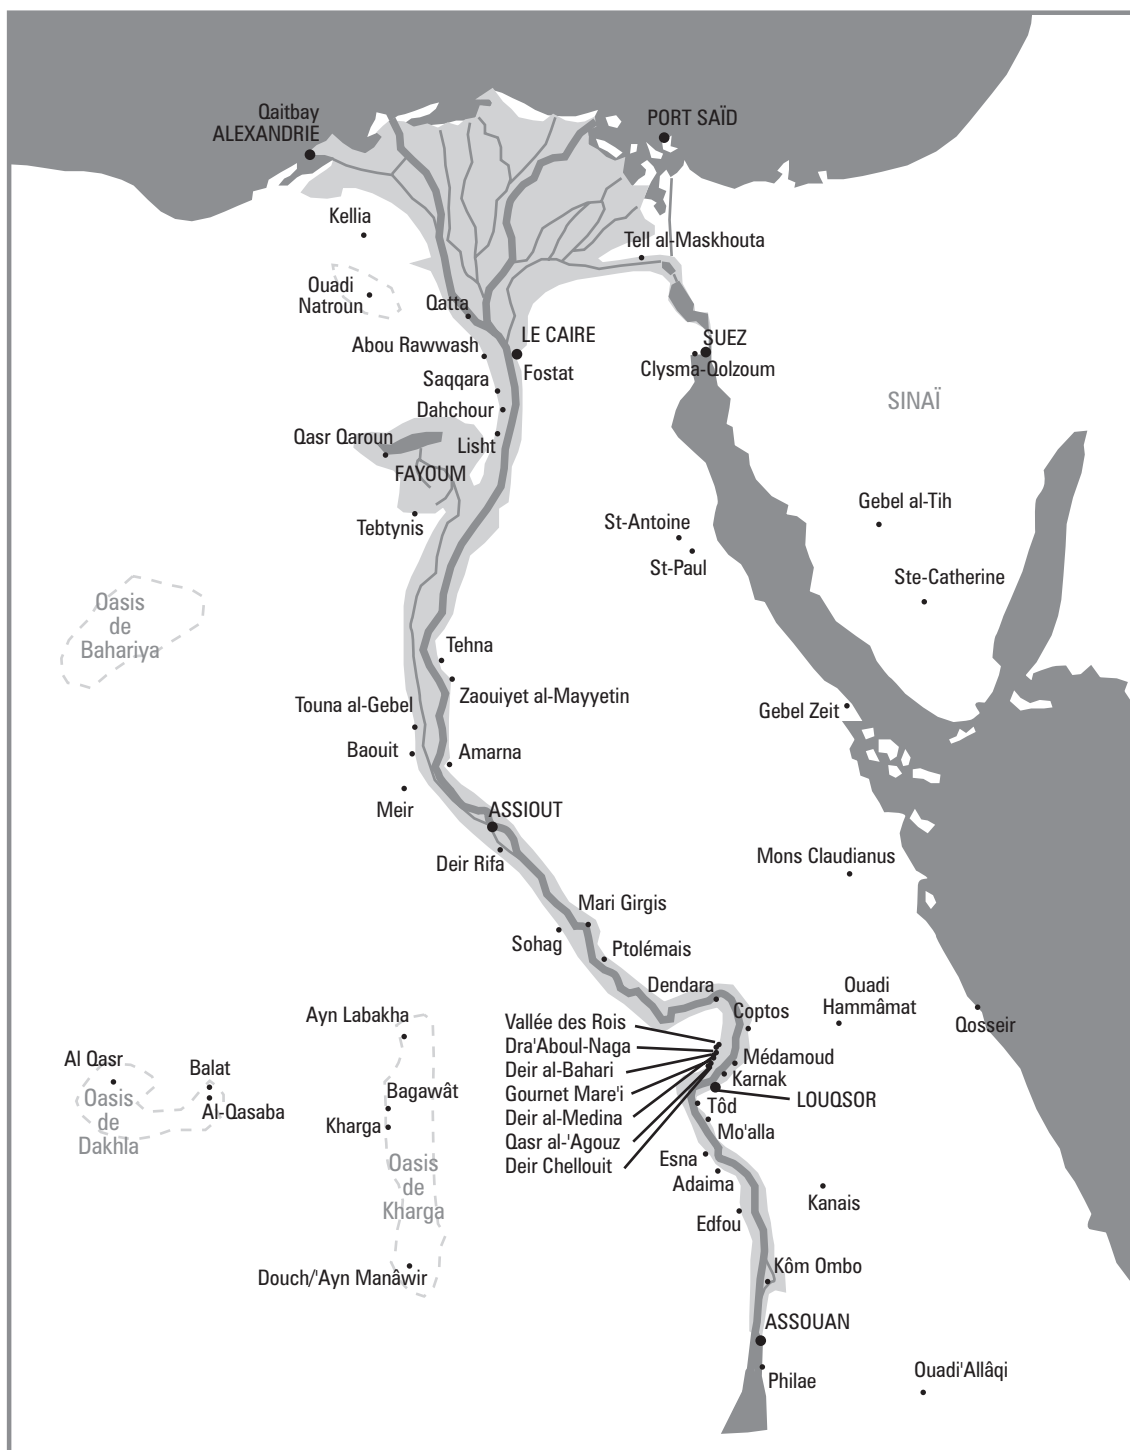 Qaitbay
ALEXANDRIE
PORT SAÏD
Kellia
Tell al-Maskhouta
Ouadi
Natroun
Qatta
LE CAIRE
SUEZ
Abou Rawwash
Clysma-Qolzoum
Fostat
Saqqara
SINAÏ
Dahchour
Qasr Qaroun
Lisht
FAYOUM
Gebel al-Tih
Tebtynis
St-Antoine
St-Paul
Ste-Catherine
Oasis
de
Bahariya
Tehna
Zaouiyet al-Mayyetin
Touna al-Gebel
Gebel Zeit
Baouit
Amarna
Meir
ASSIOUT
Deir Rifa
Mons Claudianus
Mari Girgis
Sohag
Ptolémais
Dendara
Ouadi
Hammâmat
Coptos
Qosseir
Ayn Labakha
Vallée des Rois
Dra'Aboul-Naga
Deir al-Bahari
Gournet Mare'i
Deir al-Medina
Qasr al-'Agouz
Deir Chellouit
Médamoud
Karnak
LOUQSOR
Tôd
Mo'alla
Al Qasr
Balat
Oasis
de
Dakhla
Al-Qasaba
Bagawât
Kharga
Oasis
de
Kharga
Esna
Adaima
Kanais
Edfou
Douch/'Ayn Manâwir
Kôm Ombo
ASSOUAN
Philae
Ouadi'Allâqi